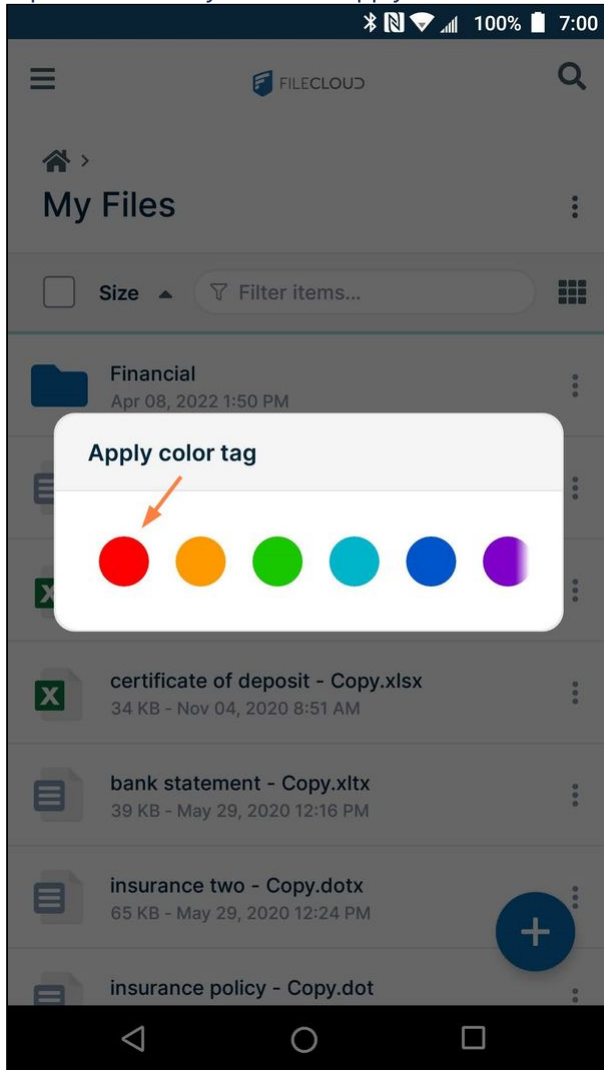 100% 7:00
FILECLOUD
My Files
Size Filter items...
Financial
Apr 08, 2022 1:50 PM
Apply color tag
certificate of deposit - Copy.xlsx
34 KB - Nov 04, 2020 8:51 AM
bank statement - Copy.xltx
39 KB - May 29, 2020 12:16 PM
insurance two - Copy.dotx
65 KB - May 29, 2020 12:24 PM
insurance policy - Copy.dot